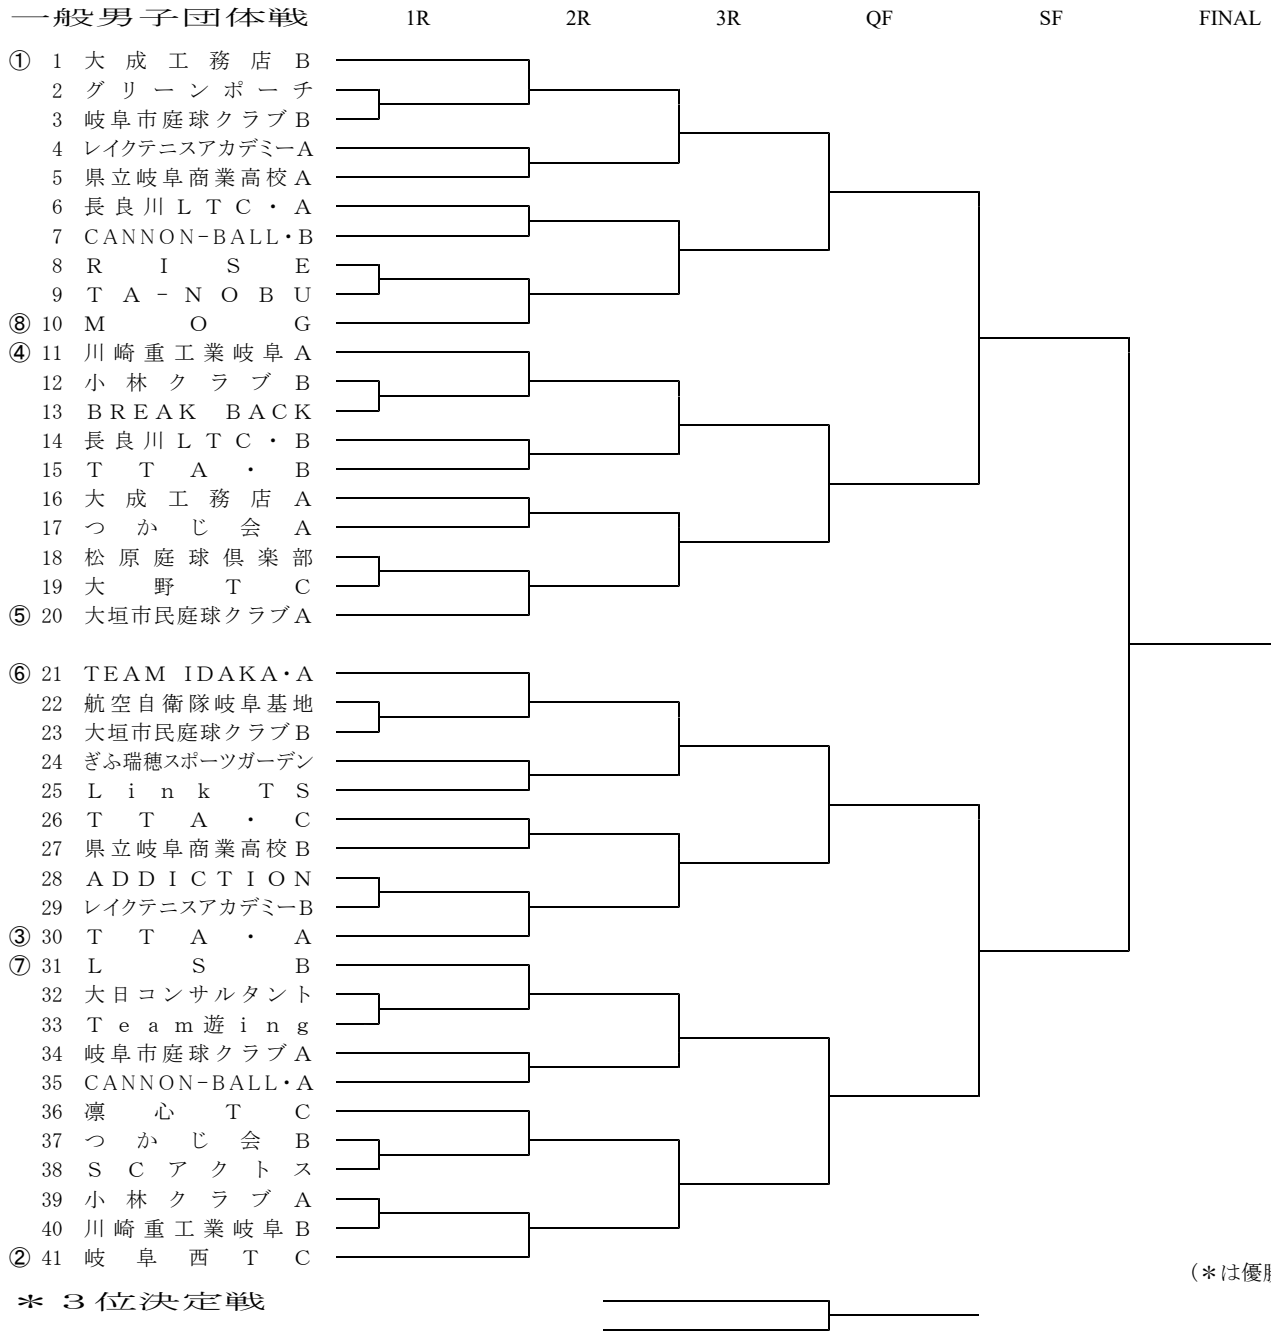 一般男子団体戦 1R 2R 3R QF SF FINAL
① 1 大成工務店B
2 グリーンポーチ
3 岐阜市庭球クラブB
4 レイクテニスアカデミーA
5 県立岐阜商業高校A
6 長良川LTC・A
7 CANNON-BALL・B
8 RISE
9 TA-NOBU
⑧ 10 MOG
④ 11 川崎重工業岐阜A
12 小林クラブB
13 BREAK BACK
14 長良川LTC・B
15 TTA・B
16 大成工務店A
17 つかじ会A
18 松原庭球倶楽部
19 大野TC
⑤ 20 大垣市民庭球クラブA
⑥ 21 TEAM IDAKA・A
22 航空自衛隊岐阜基地
23 大垣市民庭球クラブB
24 ぎふ瑞穂スポーツガーデン
25 Link TS
26 TTA・C
27 県立岐阜商業高校B
28 ADDICTION
29 レイクテニスアカデミーB
③ 30 TTA・A
⑦ 31 LSB
32 大日コンサルタント
33 Team遊ing
34 岐阜市庭球クラブA
35 CANNON-BALL・A
36 凛心TC
37 つかじ会B
38 SCアクトス
39 小林クラブA
40 川崎重工業岐阜B
② 41 岐阜西TC
(*は優
*3位決定戦